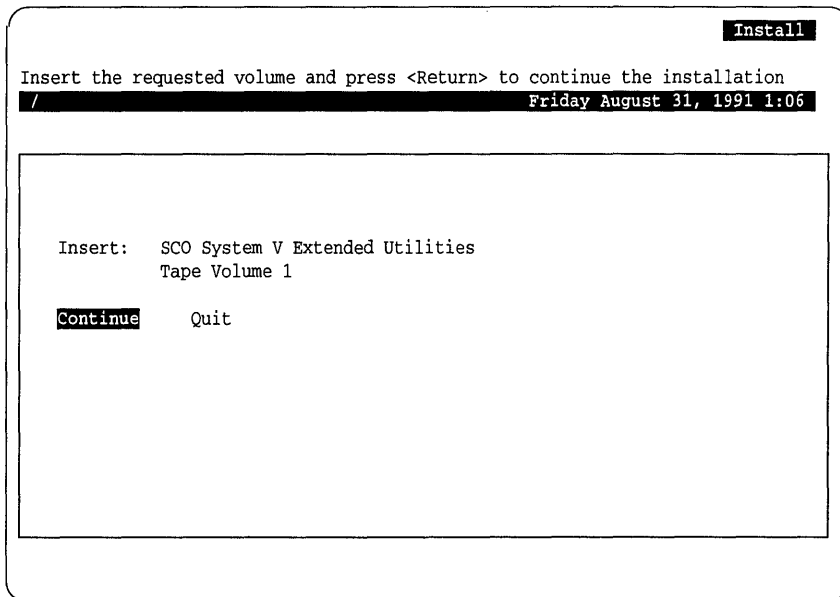 Install
Insert the requested volume and press <Return> to continue the installation
/ Friday August 31, 1991 1:06
Insert: SCO System V Extended Utilities
Tape Volume 1
Continue Quit